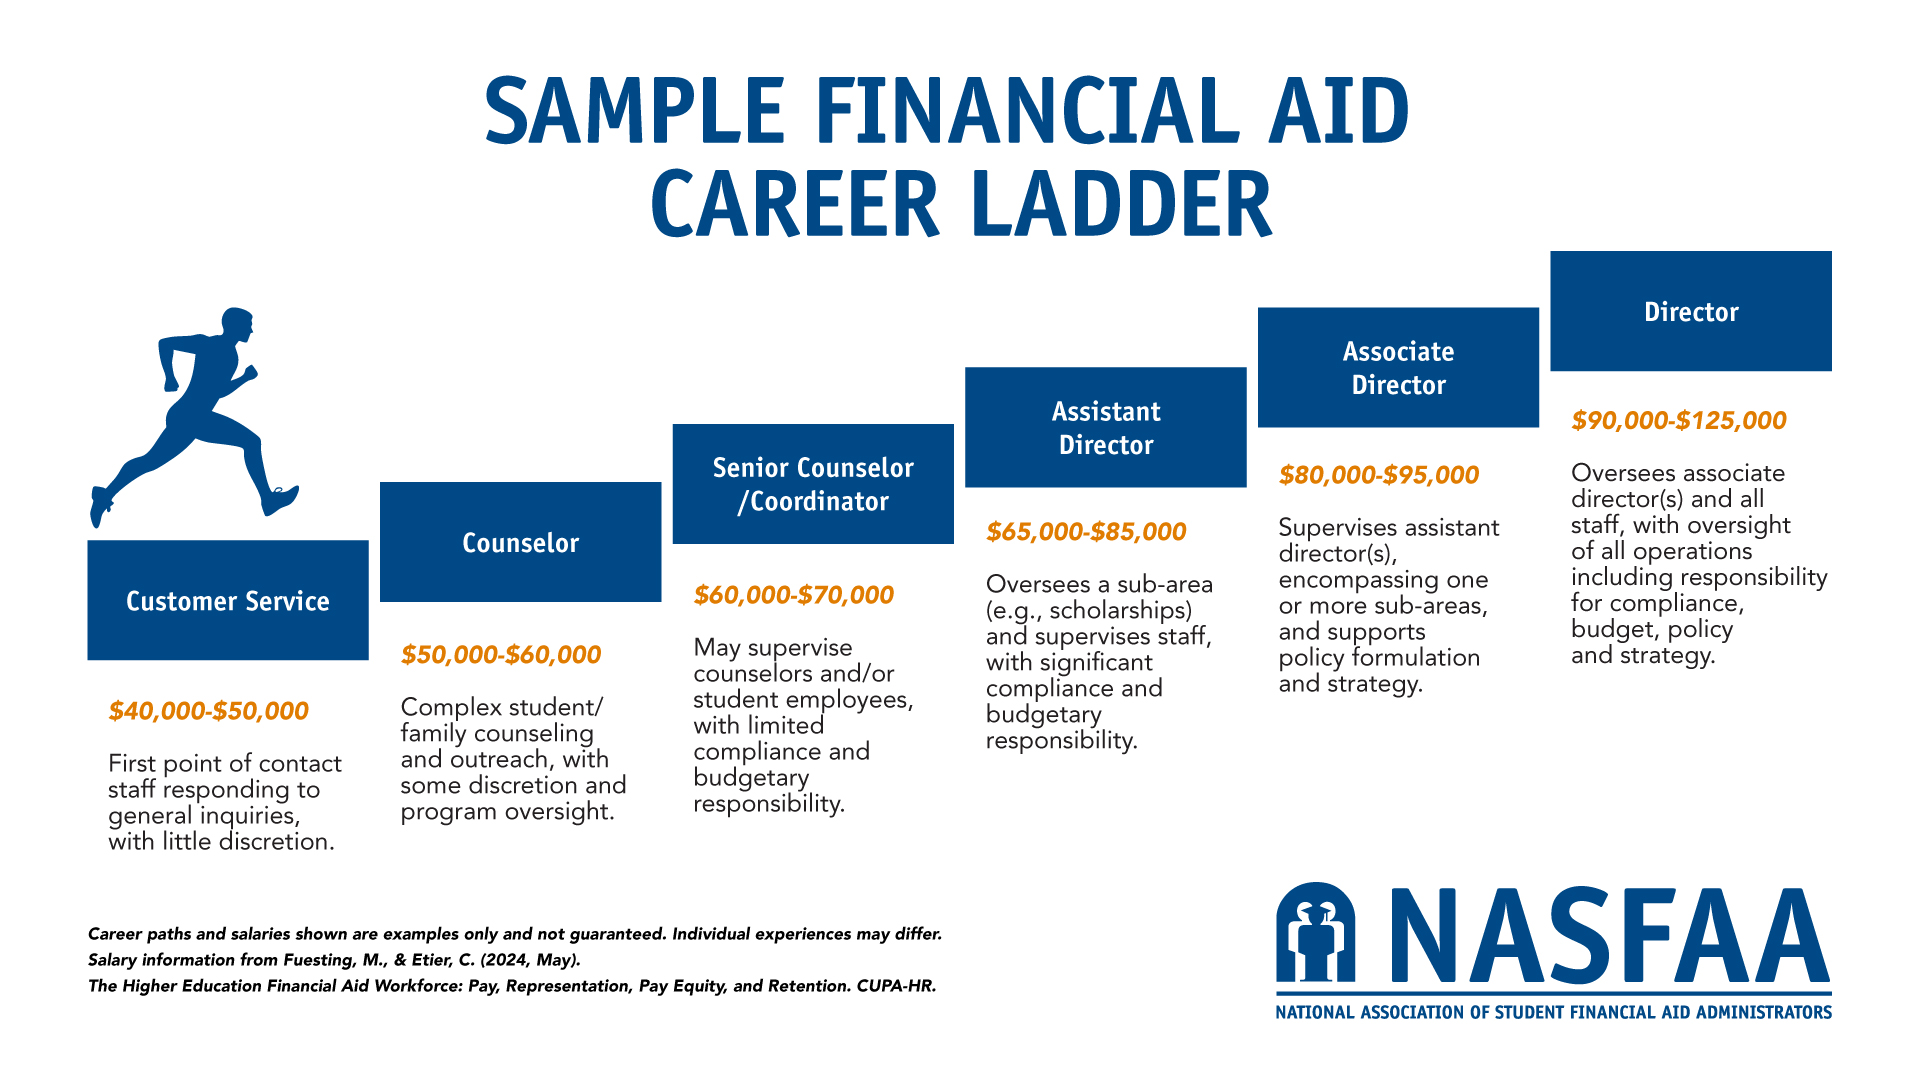 SAMPLE FINANCIAL AID
CAREER LADDER
Customer Service
$40,000-$50,000
First point of contact
staff responding to
general inquiries,
with little discretion.
Counselor
$50,000-$60,000
Complex student/
family counseling
and outreach, with
some discretion and
program oversight.
Senior Counselor
/Coordinator
$60,000-$70,000
May supervise
counselors and/or
student employees,
with limited
compliance and
budgetary
responsibility.
Assistant
Director
$65,000-$85,000
Oversees a sub-area
(e.g., scholarships)
and supervises staff,
with significant
compliance and
budgetary
responsibility.
Associate
Director
$80,000-$95,000
Supervises assistant
director(s),
encompassing one
or more sub-areas,
and supports
policy formulation
and strategy.
Director
$90,000-$125,000
Oversees associate
director(s) and all
staff, with oversight
of all operations
including responsibility
for compliance,
budget, policy
and strategy.
Career paths and salaries shown are examples only and not guaranteed. Individual experiences may differ.
Salary information from Fuesting, M., & Etier, C. (2024, May).
The Higher Education Financial Aid Workforce: Pay, Representation, Pay Equity, and Retention. CUPA-HR.
NASFAA
NATIONAL ASSOCIATION OF STUDENT FINANCIAL AID ADMINISTRATORS